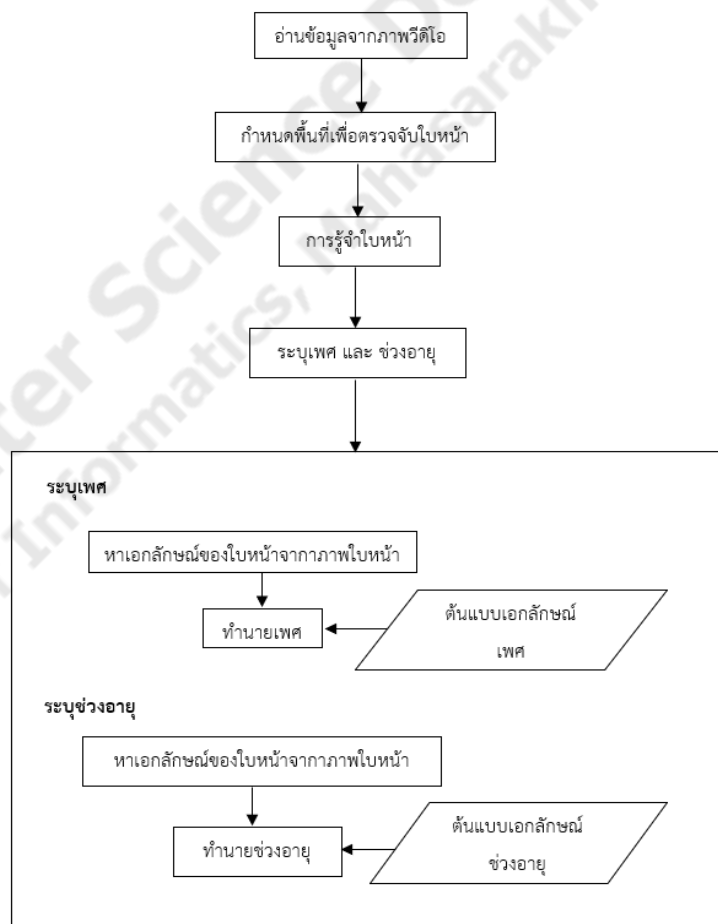 อ่านข้อมูลจากภาพวีดิโอ
กำหนดพื้นที่เพื่อตรวจจับใบหน้า
การรู้จำใบหน้า
ระบุเพศ และ ช่วงอายุ
ระบุเพศ
หาเอกลักษณ์ของใบหน้าจากาภาพใบหน้า
ทำนายเพศ
ต้นแบบเอกลักษณ์
เพศ
ระบุช่วงอายุ
หาเอกลักษณ์ของใบหน้าจากาภาพใบหน้า
ทำนายช่วงอายุ
ต้นแบบเอกลักษณ์
ช่วงอายุ
ter Science De
Informatics, Mahasarakh